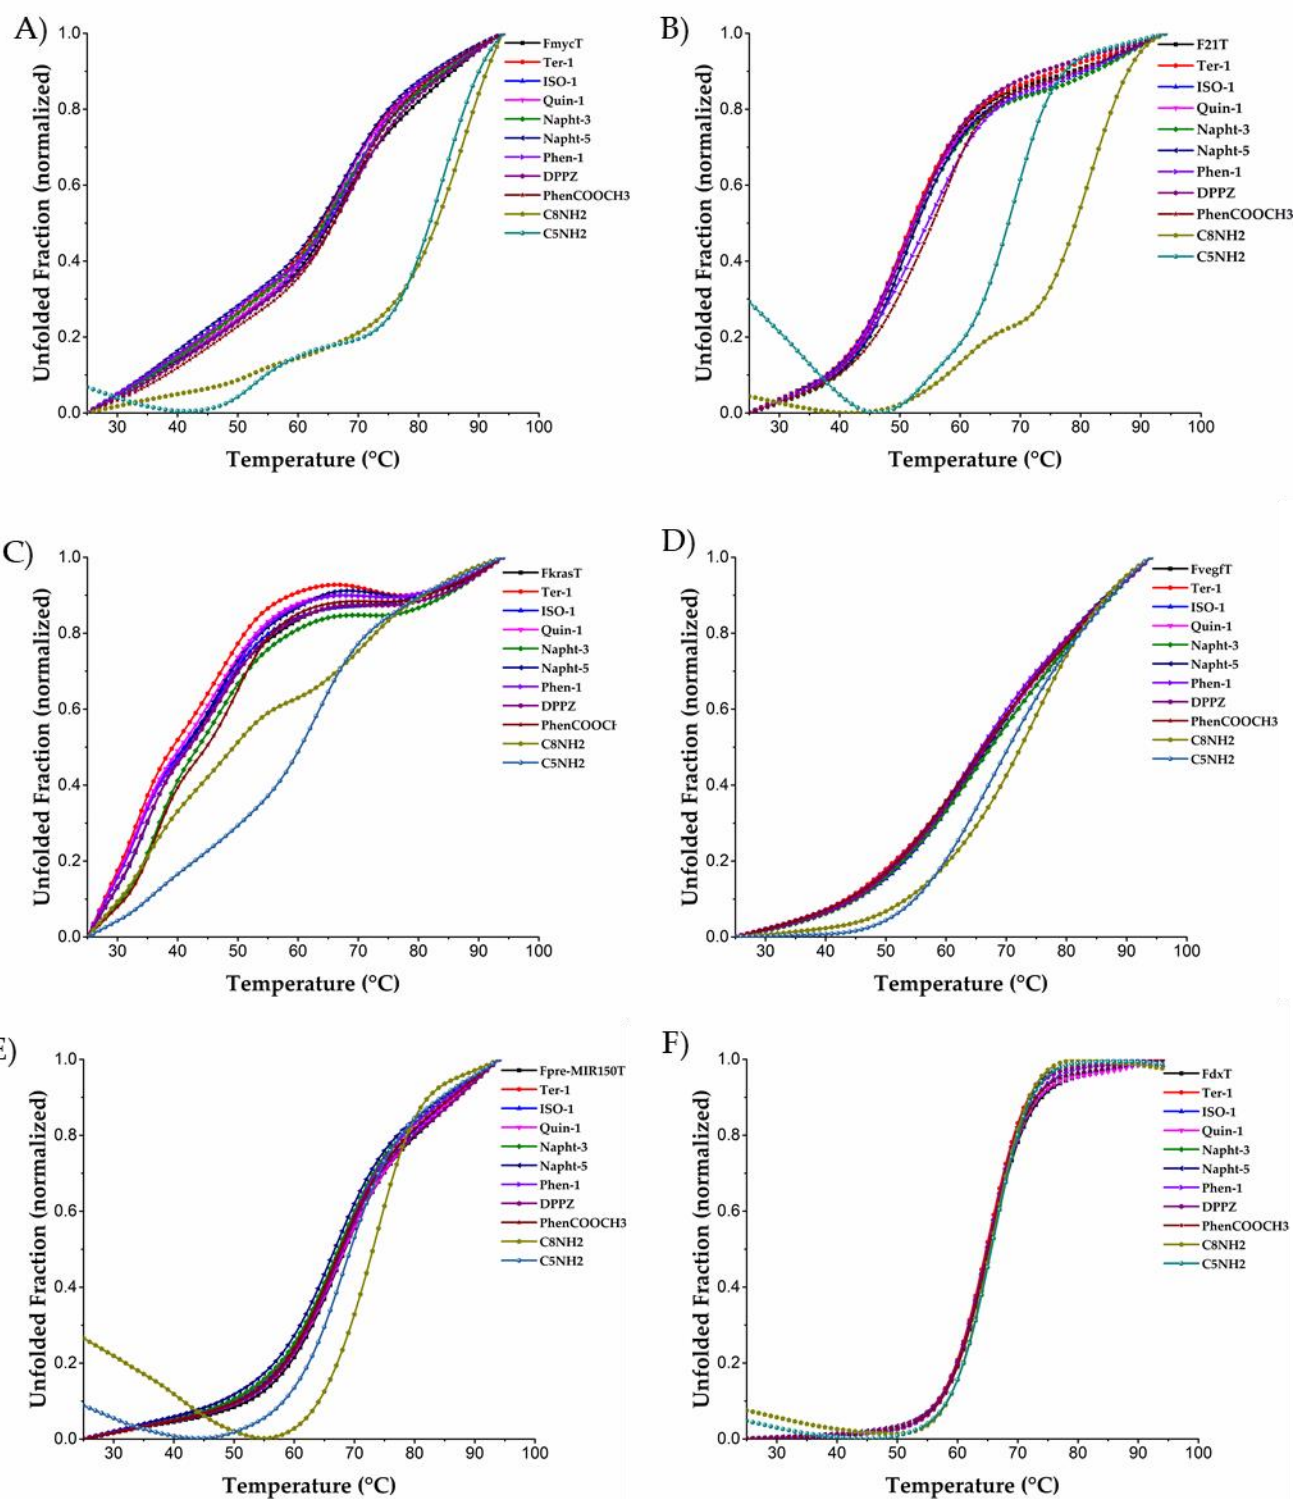 A)
Unfolded Fraction (normalized)
1.0
0.8
0.6
0.4
0.2
0.0
30 40 50 60 70 80 90 100
Temperature (°C)
FmycT
Ter-1
ISO-1
Quin-1
Napht-3
Napht-5
Phen-1
DPPZ
PhenCOOCH3
C8NH2
C5NH2
B)
Unfolded Fraction (normalized)
1.0
0.8
0.6
0.4
0.2
0.0
30 40 50 60 70 80 90 100
Temperature (°C)
F21T
Ter-1
ISO-1
Quin-1
Napht-3
Napht-5
Phen-1
DPPZ
PhenCOOCH3
C8NH2
C5NH2
C)
Unfolded Fraction (normalized)
1.0
0.8
0.6
0.4
0.2
0.0
30 40 50 60 70 80 90 100
Temperature (°C)
FkrasT
Ter-1
ISO-1
Quin-1
Napht-3
Napht-5
Phen-1
DPPZ
PhenCOOCH
C8NH2
C5NH2
D)
Unfolded Fraction (normalized)
1.0
0.8
0.6
0.4
0.2
0.0
30 40 50 60 70 80 90 100
Temperature (°C)
FvegfT
Ter-1
ISO-1
Quin-1
Napht-3
Napht-5
Phen-1
DPPZ
PhenCOOCH3
C8NH2
C5NH2
E)
Unfolded Fraction (normalized)
1.0
0.8
0.6
0.4
0.2
0.0
30 40 50 60 70 80 90 100
Temperature (°C)
Fpre-MIR150T
Ter-1
ISO-1
Quin-1
Napht-3
Napht-5
Phen-1
DPPZ
PhenCOOCH3
C8NH2
C5NH2
F)
Unfolded Fraction (normalized)
1.0
0.8
0.6
0.4
0.2
0.0
30 40 50 60 70 80 90 100
Temperature (°C)
FdxT
Ter-1
ISO-1
Quin-1
Napht-3
Napht-5
Phen-1
DPPZ
PhenCOOCH3
C8NH2
C5NH2